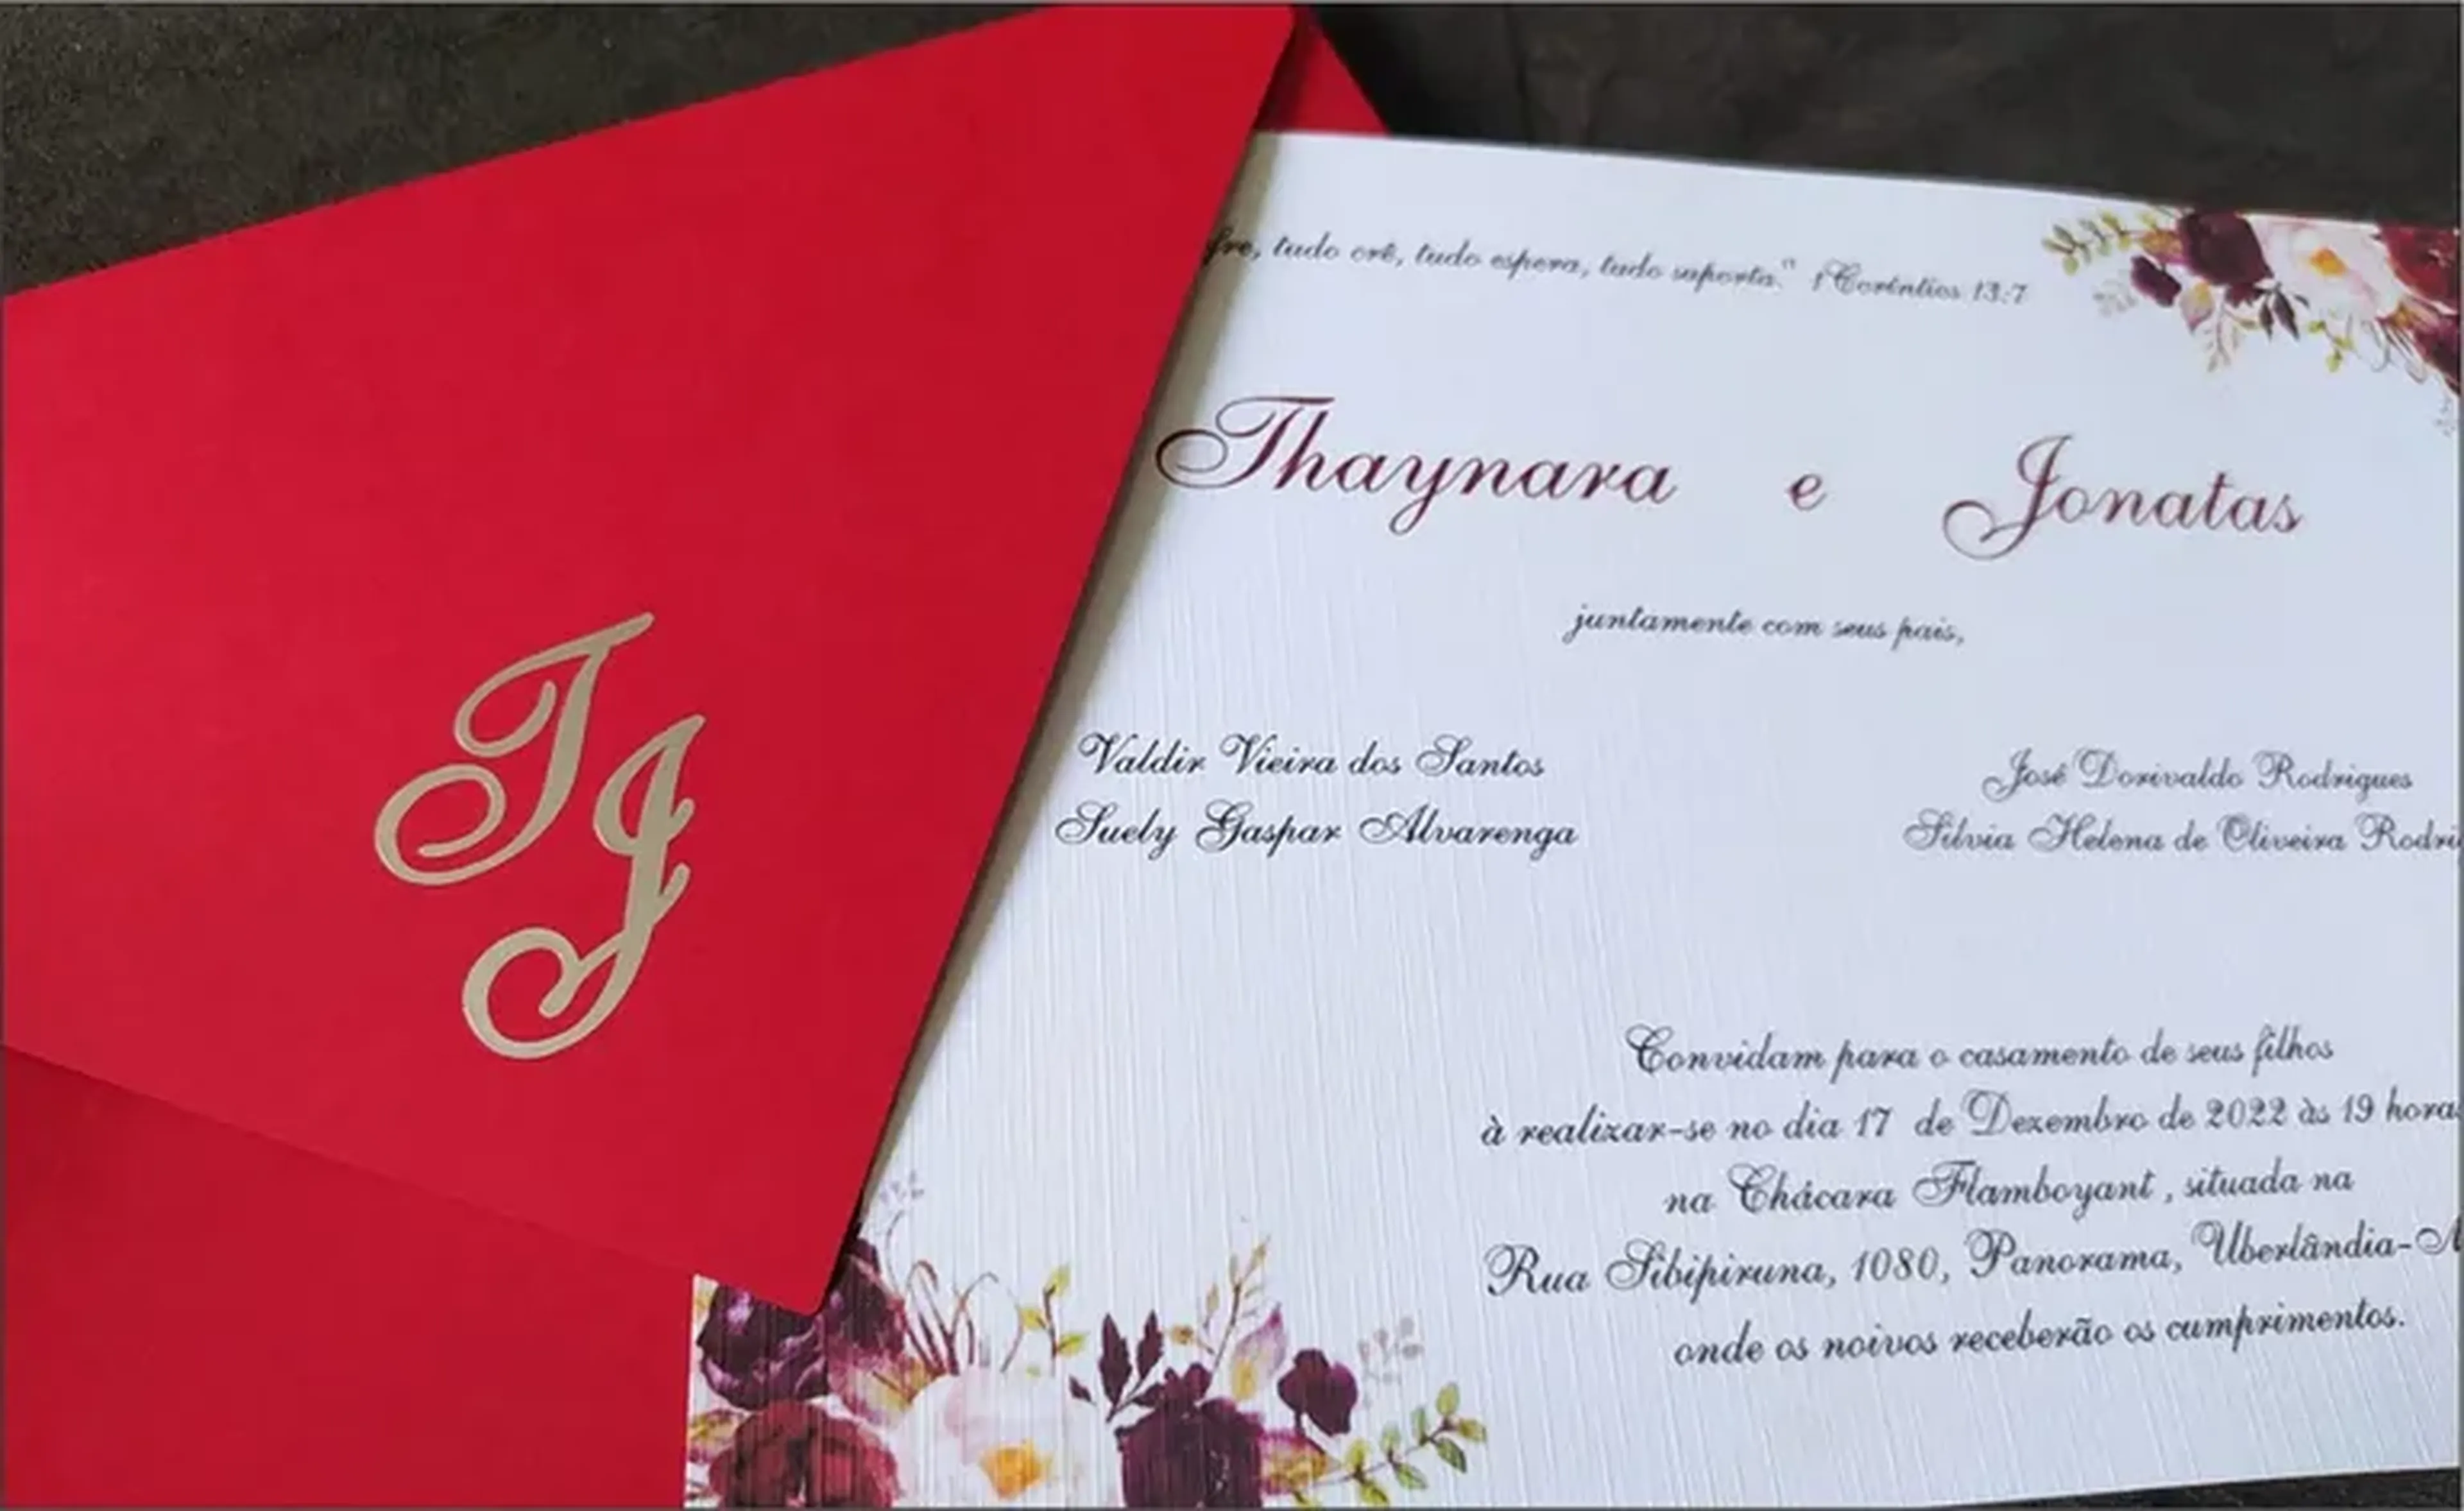 TJ
tudo crê, tudo espera, tudo suporta." 1 Coríntios 13:7
Thaynara e Jonatas
juntamente com seus pais,
Valdir Vieira dos Santos
Suely Gaspar Alvarenga
José Dorivaldo Rodrigues
Silvia Helena de Oliveira
Convidam para o casamento de seus filhos
à realizar-se no dia 17 de Dezembro de 2022 às 19
na Chácara Flamboyant , situada na
Rua Sibipiruna, 1080, Panorama, Uberlândia-
onde os noivos receberão os cumprimentos.